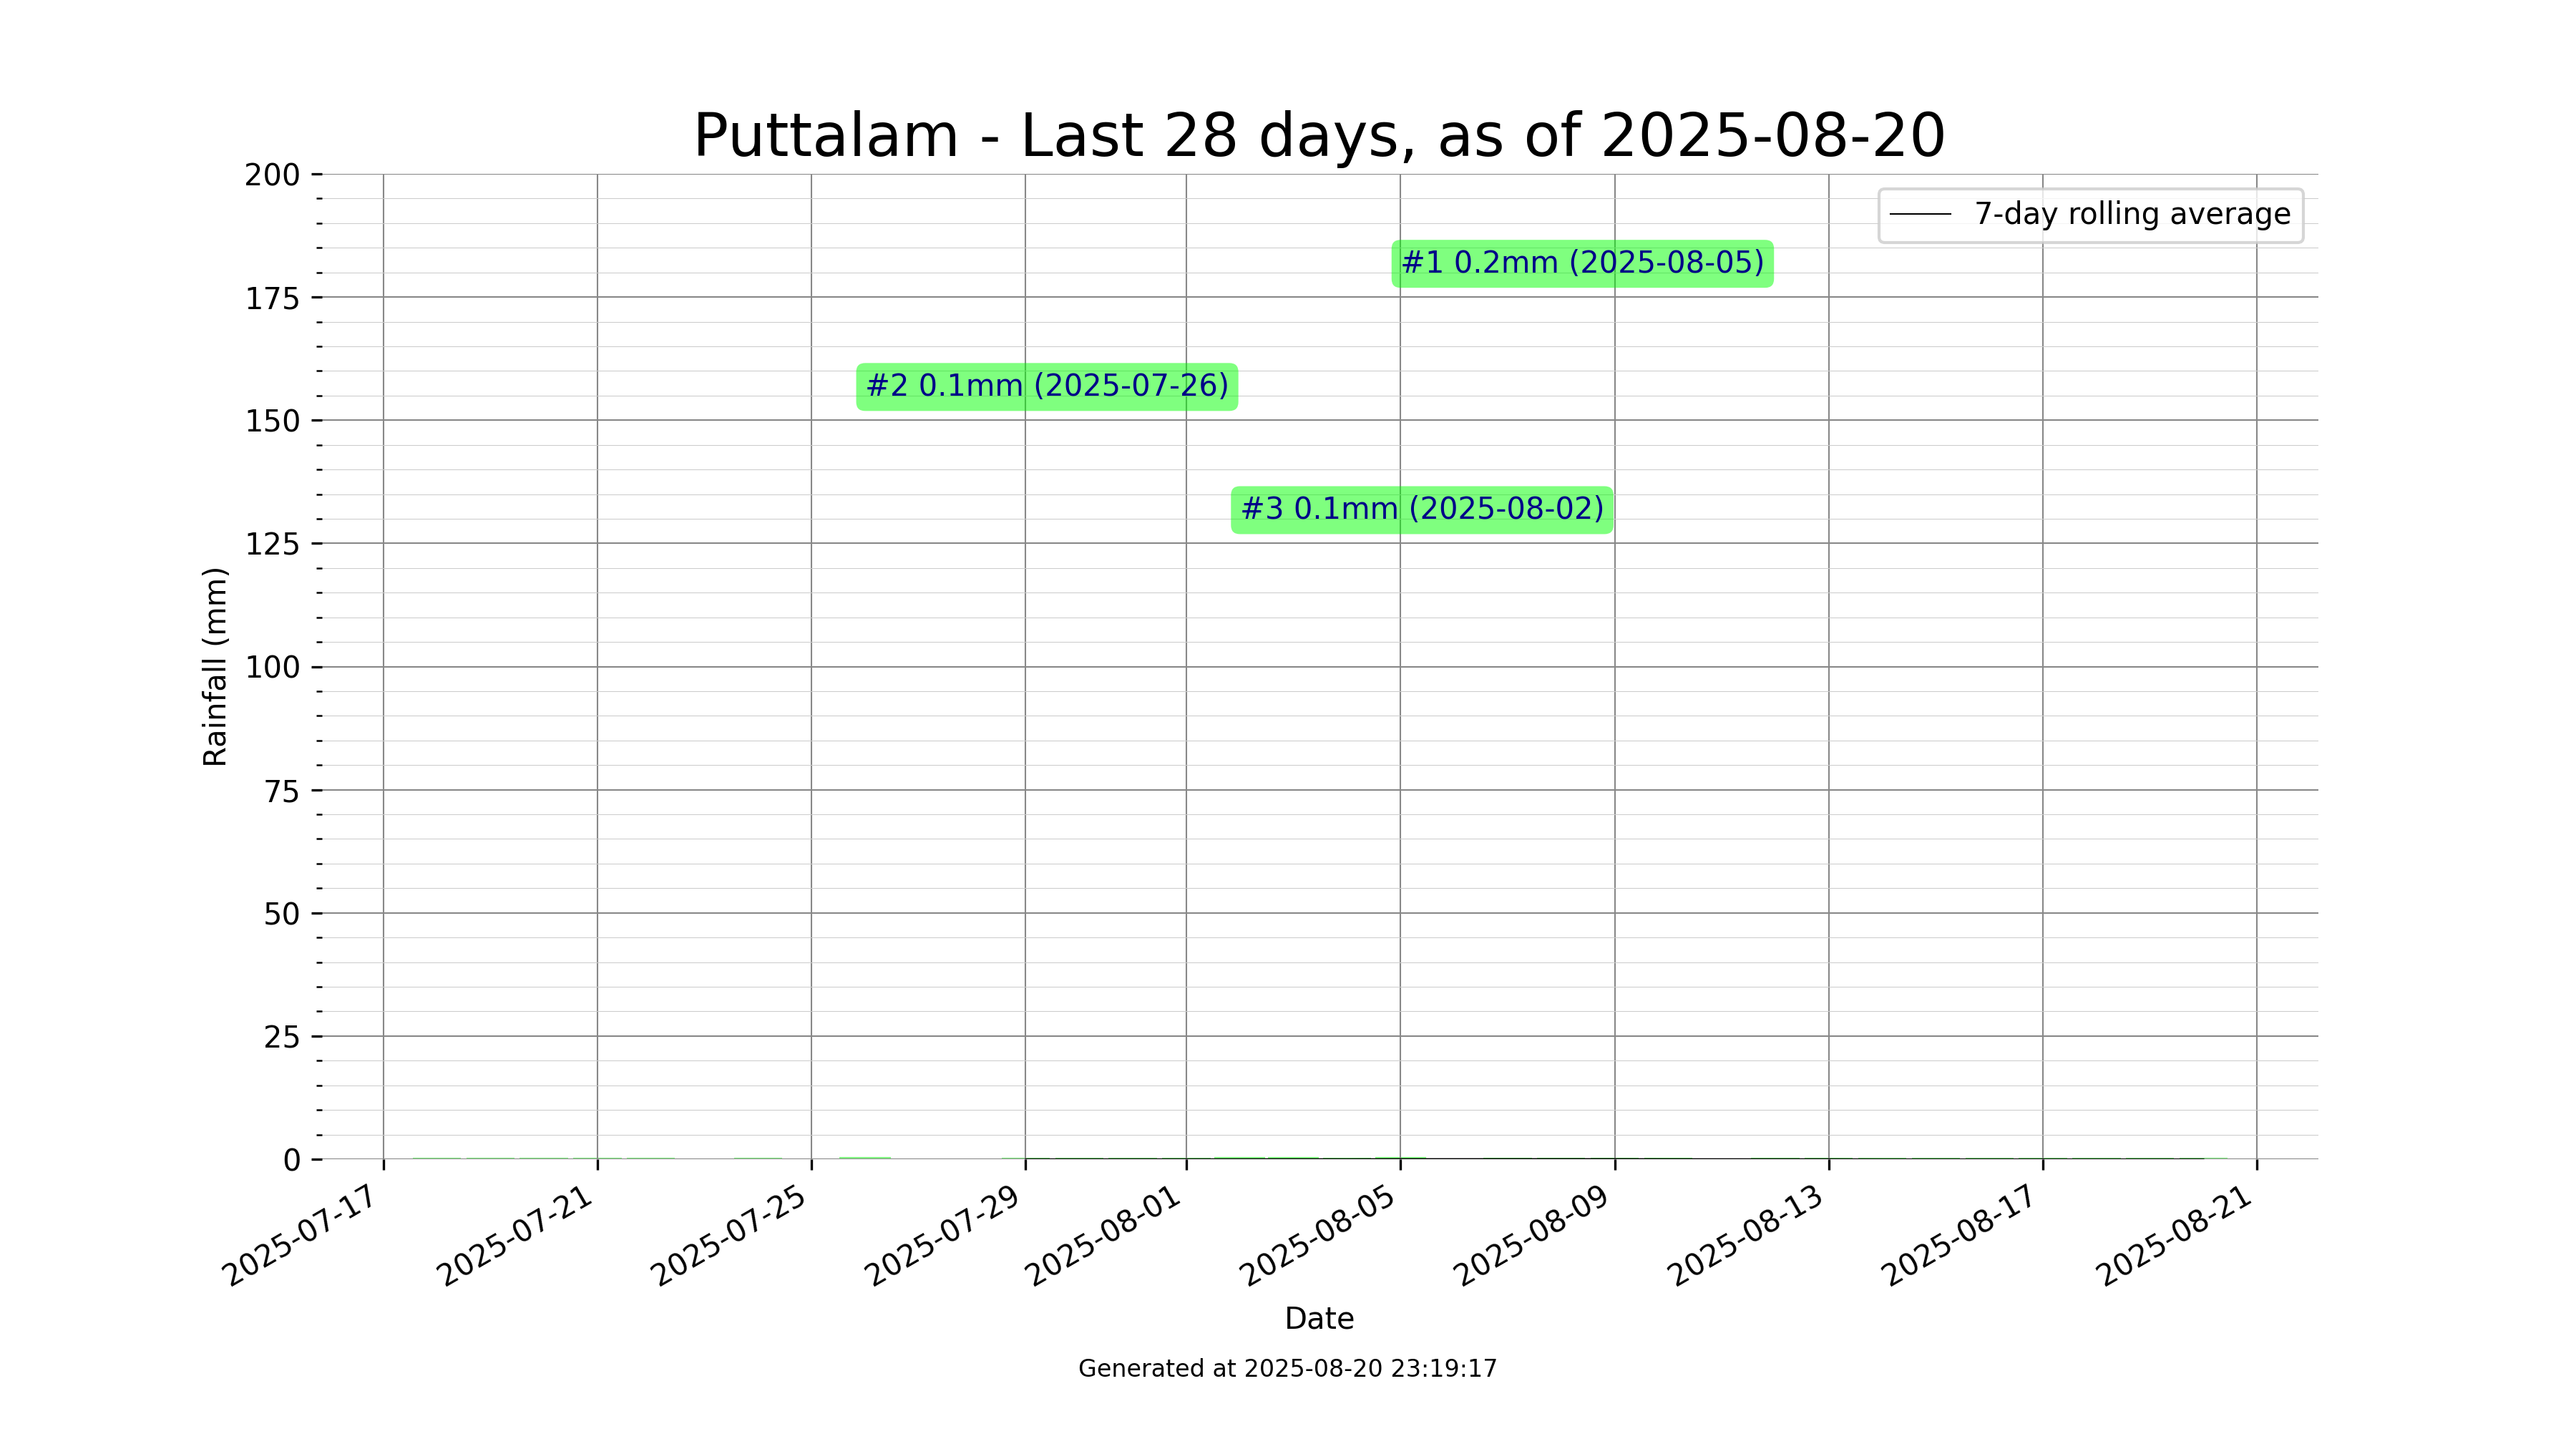 Puttalam - Last 28 days, as of 2025-08-20
7-day rolling average
#1 0.2mm (2025-08-05)
#2 0.1mm (2025-07-26)
#3 0.1mm (2025-08-02)
Rainfall (mm)
200
175
150
125
100
75
50
25
0
2025-07-17
2025-07-21
2025-07-25
2025-07-29
2025-08-01
2025-08-05
2025-08-09
2025-08-13
2025-08-17
2025-08-21
Date
Generated at 2025-08-20 23:19:17